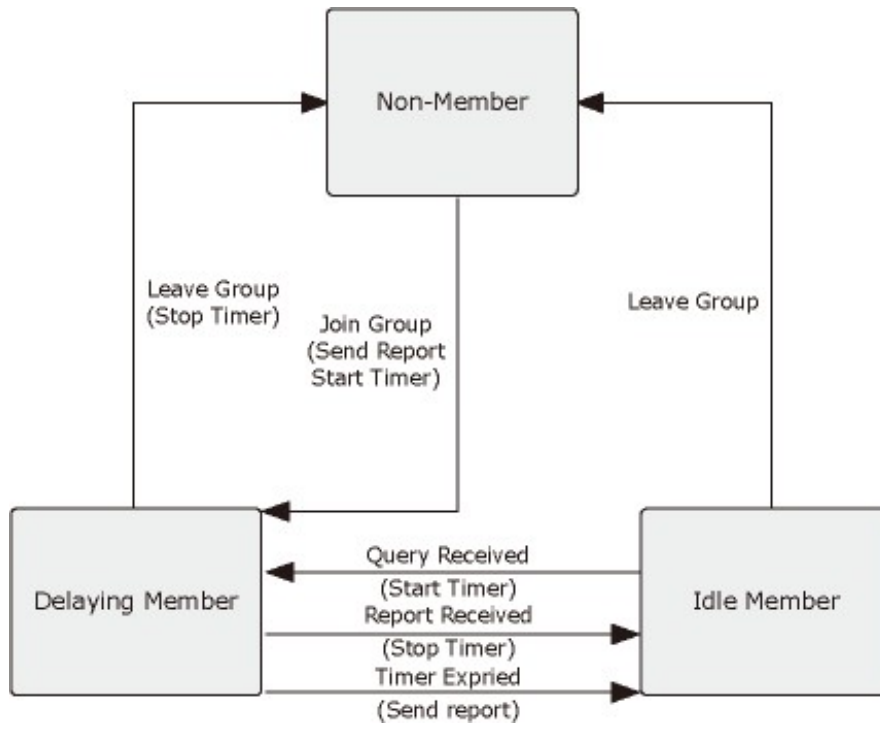 Non-Member
Leave Group
(Stop Timer)
Join Group
(Send Report
Start Timer)
Leave Group
Delaying Member
Query Received
(Start Timer)
Report Received
(Stop Timer)
Timer Expried
(Send report)
Idle Member